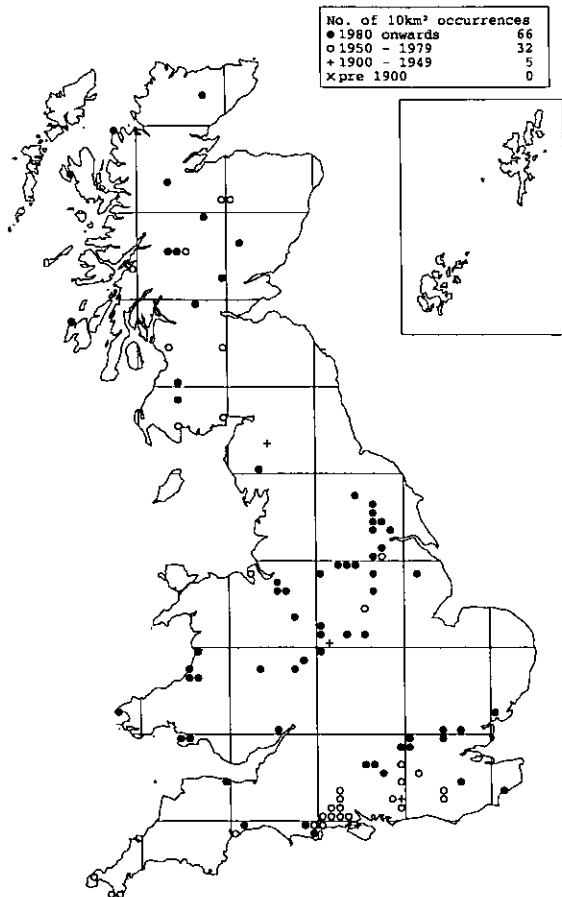 No. of 10km² occurrences
● 1980 onwards 66
○ 1950 - 1979 32
+ 1900 - 1949 5
× pre 1900 0